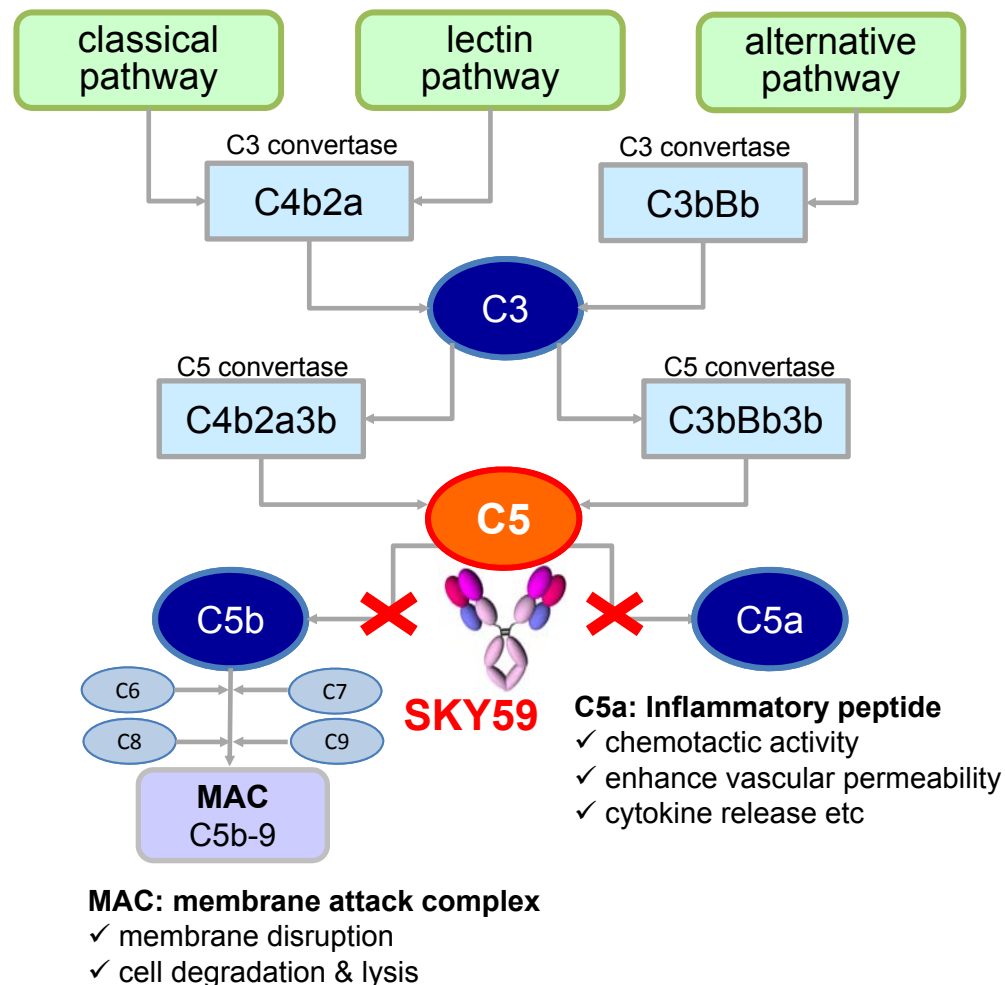 classical
pathway
lectin
pathway
alternative
pathway
C3 convertase
C3 convertase
C4b2a
C3bBb
C3
C5 convertase
C5 convertase
C4b2a3b
C3bBb3b
C5
C5b
C5a
C6
C7
SKY59
C8
C9
MAC
C5b-9
C5a: Inflammatory peptide
✓ chemotactic activity
✓ enhance vascular permeability
✓ cytokine release etc
MAC: membrane attack complex
✓ membrane disruption
✓ cell degradation & lysis